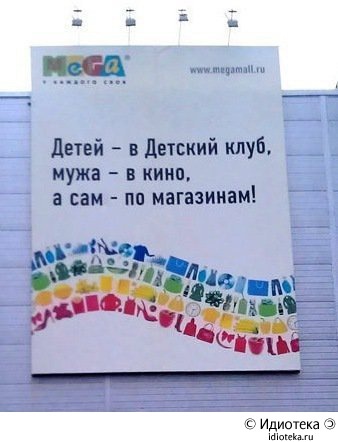 MEGA®
У КАЖДОГО СВОЯ
www.megamall.ru
Детей – в Детский клуб,
мужа – в кино,
а сам - по магазинам!
© Идиотека
idioteka.ru